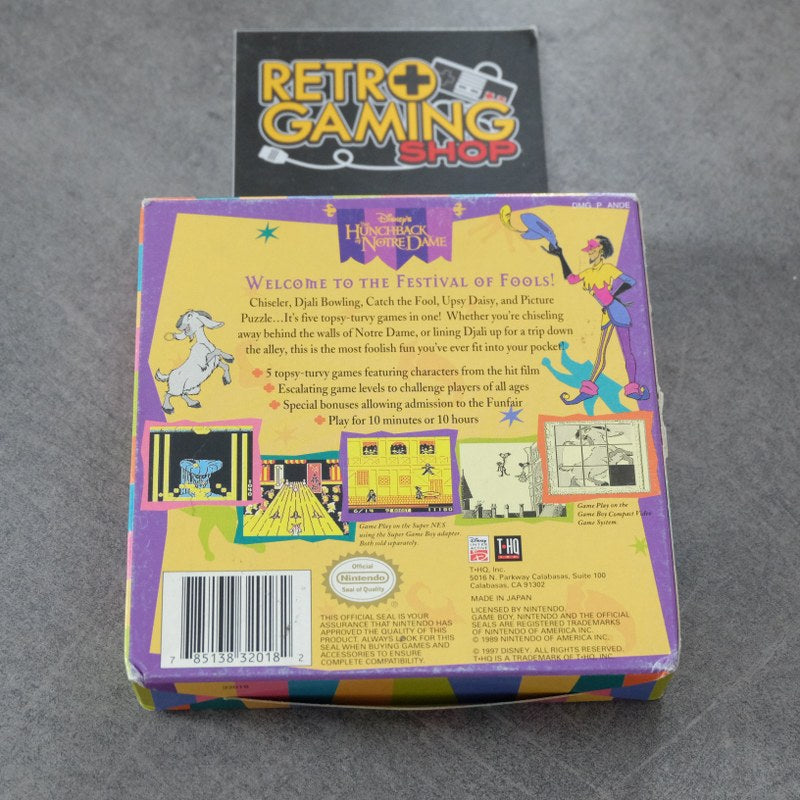 RETRO
GAMING
SHOP
DMG P ANDE
Disney's
THE
HUNCHBACK
OF NOTRE DAME
WELCOME TO THE FESTIVAL OF FOOLS!
Chiseler, Djali Bowling, Catch the Fool, Upsy Daisy, and Picture
Puzzle...It's five topsy-turvy games in one! Whether you're chiseling
away behind the walls of Notre Dame, or lining Djali up for a trip down
the alley, this is the most foolish fun you've ever fit into your pocket!
5 topsy-turvy games featuring characters from the hit film
Escalating game levels to challenge players of all ages
Special bonuses allowing admission to the Funfair
Play for 10 minutes or 10 hours
11180
Game Play on the Super NES
using the Super Game Boy adapter.
Both sold separately.
Game Play on the
Game Boy Compact Video
Game System.
Official
Nintendo
Seal of Quality
THIS OFFICIAL SEAL IS YOUR
ASSURANCE THAT NINTENDO HAS
APPROVED THE QUALITY OF THIS
PRODUCT. ALWAYS LOOK FOR THIS
SEAL WHEN BUYING GAMES AND
ACCESSORIES TO ENSURE
COMPLETE COMPATIBILITY.
Disney
T·HQ
T•HQ, Inc.
5016 N. Parkway Calabasas, Suite 100
Calabasas, CA 91302
MADE IN JAPAN
LICENSED BY NINTENDO.
GAME BOY, NINTENDO AND THE OFFICIAL
SEALS ARE REGISTERED TRADEMARKS
OF NINTENDO OF AMERICA INC.
© 1989 NINTENDO OF AMERICA INC.
© 1997 DISNEY. ALL RIGHTS RESERVED.
T•HQ IS A TRADEMARK OF T•HQ, INC.
7 85138 32018 2